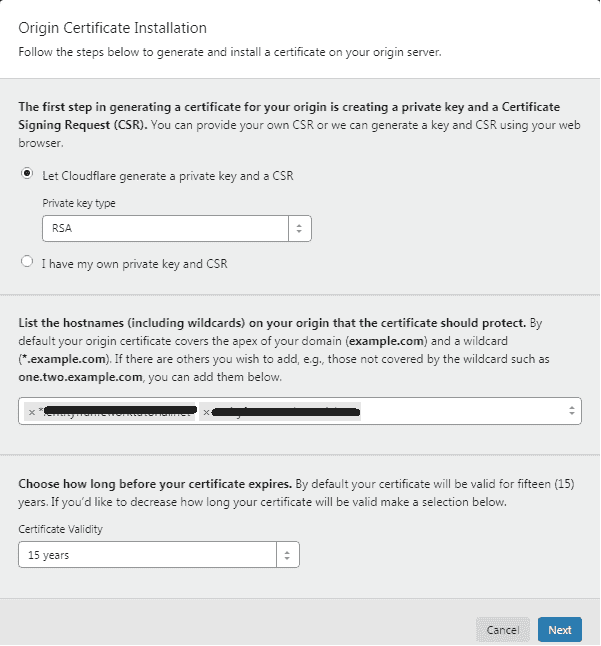 Origin Certificate Installation
Follow the steps below to generate and install a certificate on your origin server.
The first step in generating a certificate for your origin is creating a private key and a Certificate
Signing Request (CSR). You can provide your own CSR or we can generate a key and CSR using your web
browser.
Let Cloudflare generate a private key and a CSR
Private key type
RSA
I have my own private key and CSR
List the hostnames (including wildcards) on your origin that the certificate should protect. By
default your origin certificate covers the apex of your domain (example.com) and a wildcard
(*.example.com). If there are others you wish to add, e.g., those not covered by the wildcard such as
one.two.example.com, you can add them below.
Choose how long before your certificate expires. By default your certificate will be valid for fifteen (15)
years. If you'd like to decrease how long your certificate will be valid make a selection below.
Certificate Validity
15 years
Cancel Next